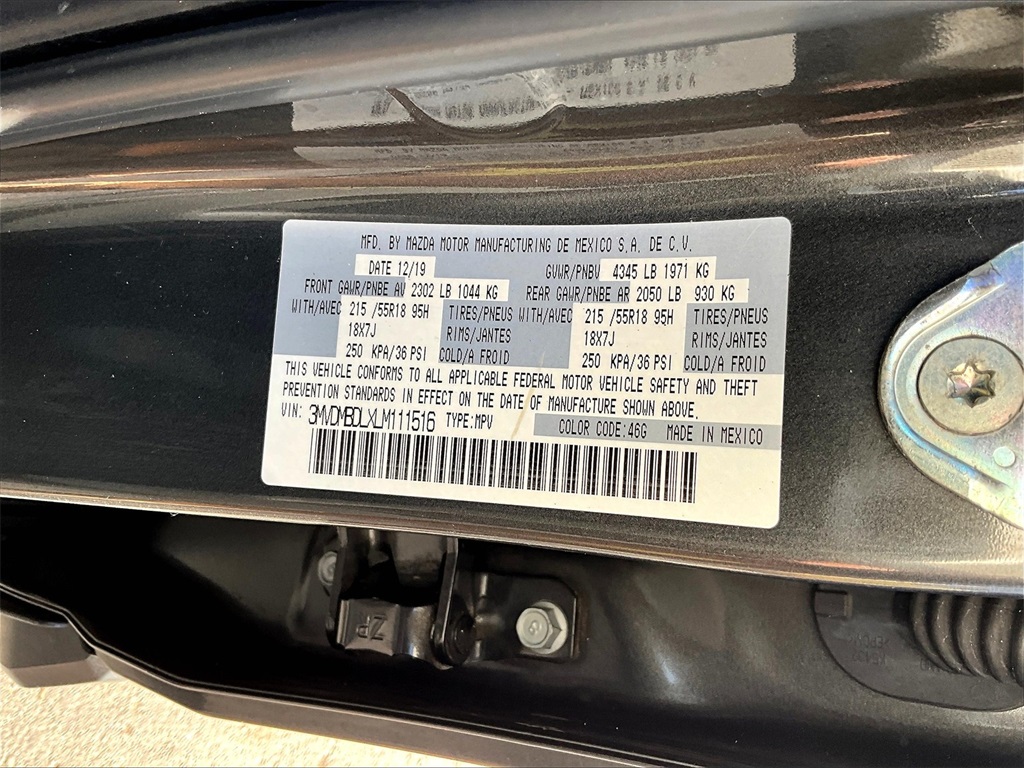 MFD. BY MAZDA MOTOR MANUFACTURING DE MEXICO S.A. DE C.V.
DATE 12/19 GVWR/PNBV 4345 LB 1971 KG
FRONT GAWR/PNBE AV 2302 LB 1044 KG REAR GAWR/PNBE AR 2050 LB 930 KG
WITH/AVEC 215 /55R18 95H TIRES/PNEUS WITH/AVEC 215 /55R18 95H TIRES/PNEUS
18X7J RIMS/JANTES 18X7J RIMS/JANTES
250 KPA/36 PSI COLD/A FROID 250 KPA/36 PSI COLD/A FROID
THIS VEHICLE CONFORMS TO ALL APPLICABLE FEDERAL MOTOR VEHICLE SAFETY AND THEFT
PREVENTION STANDARDS IN EFFECT ON THE DATE OF MANUFACTURE SHOWN ABOVE.
VIN: 3MVDMBDLXLM111516 TYPE:MPV COLOR CODE:46G MADE IN MEXICO